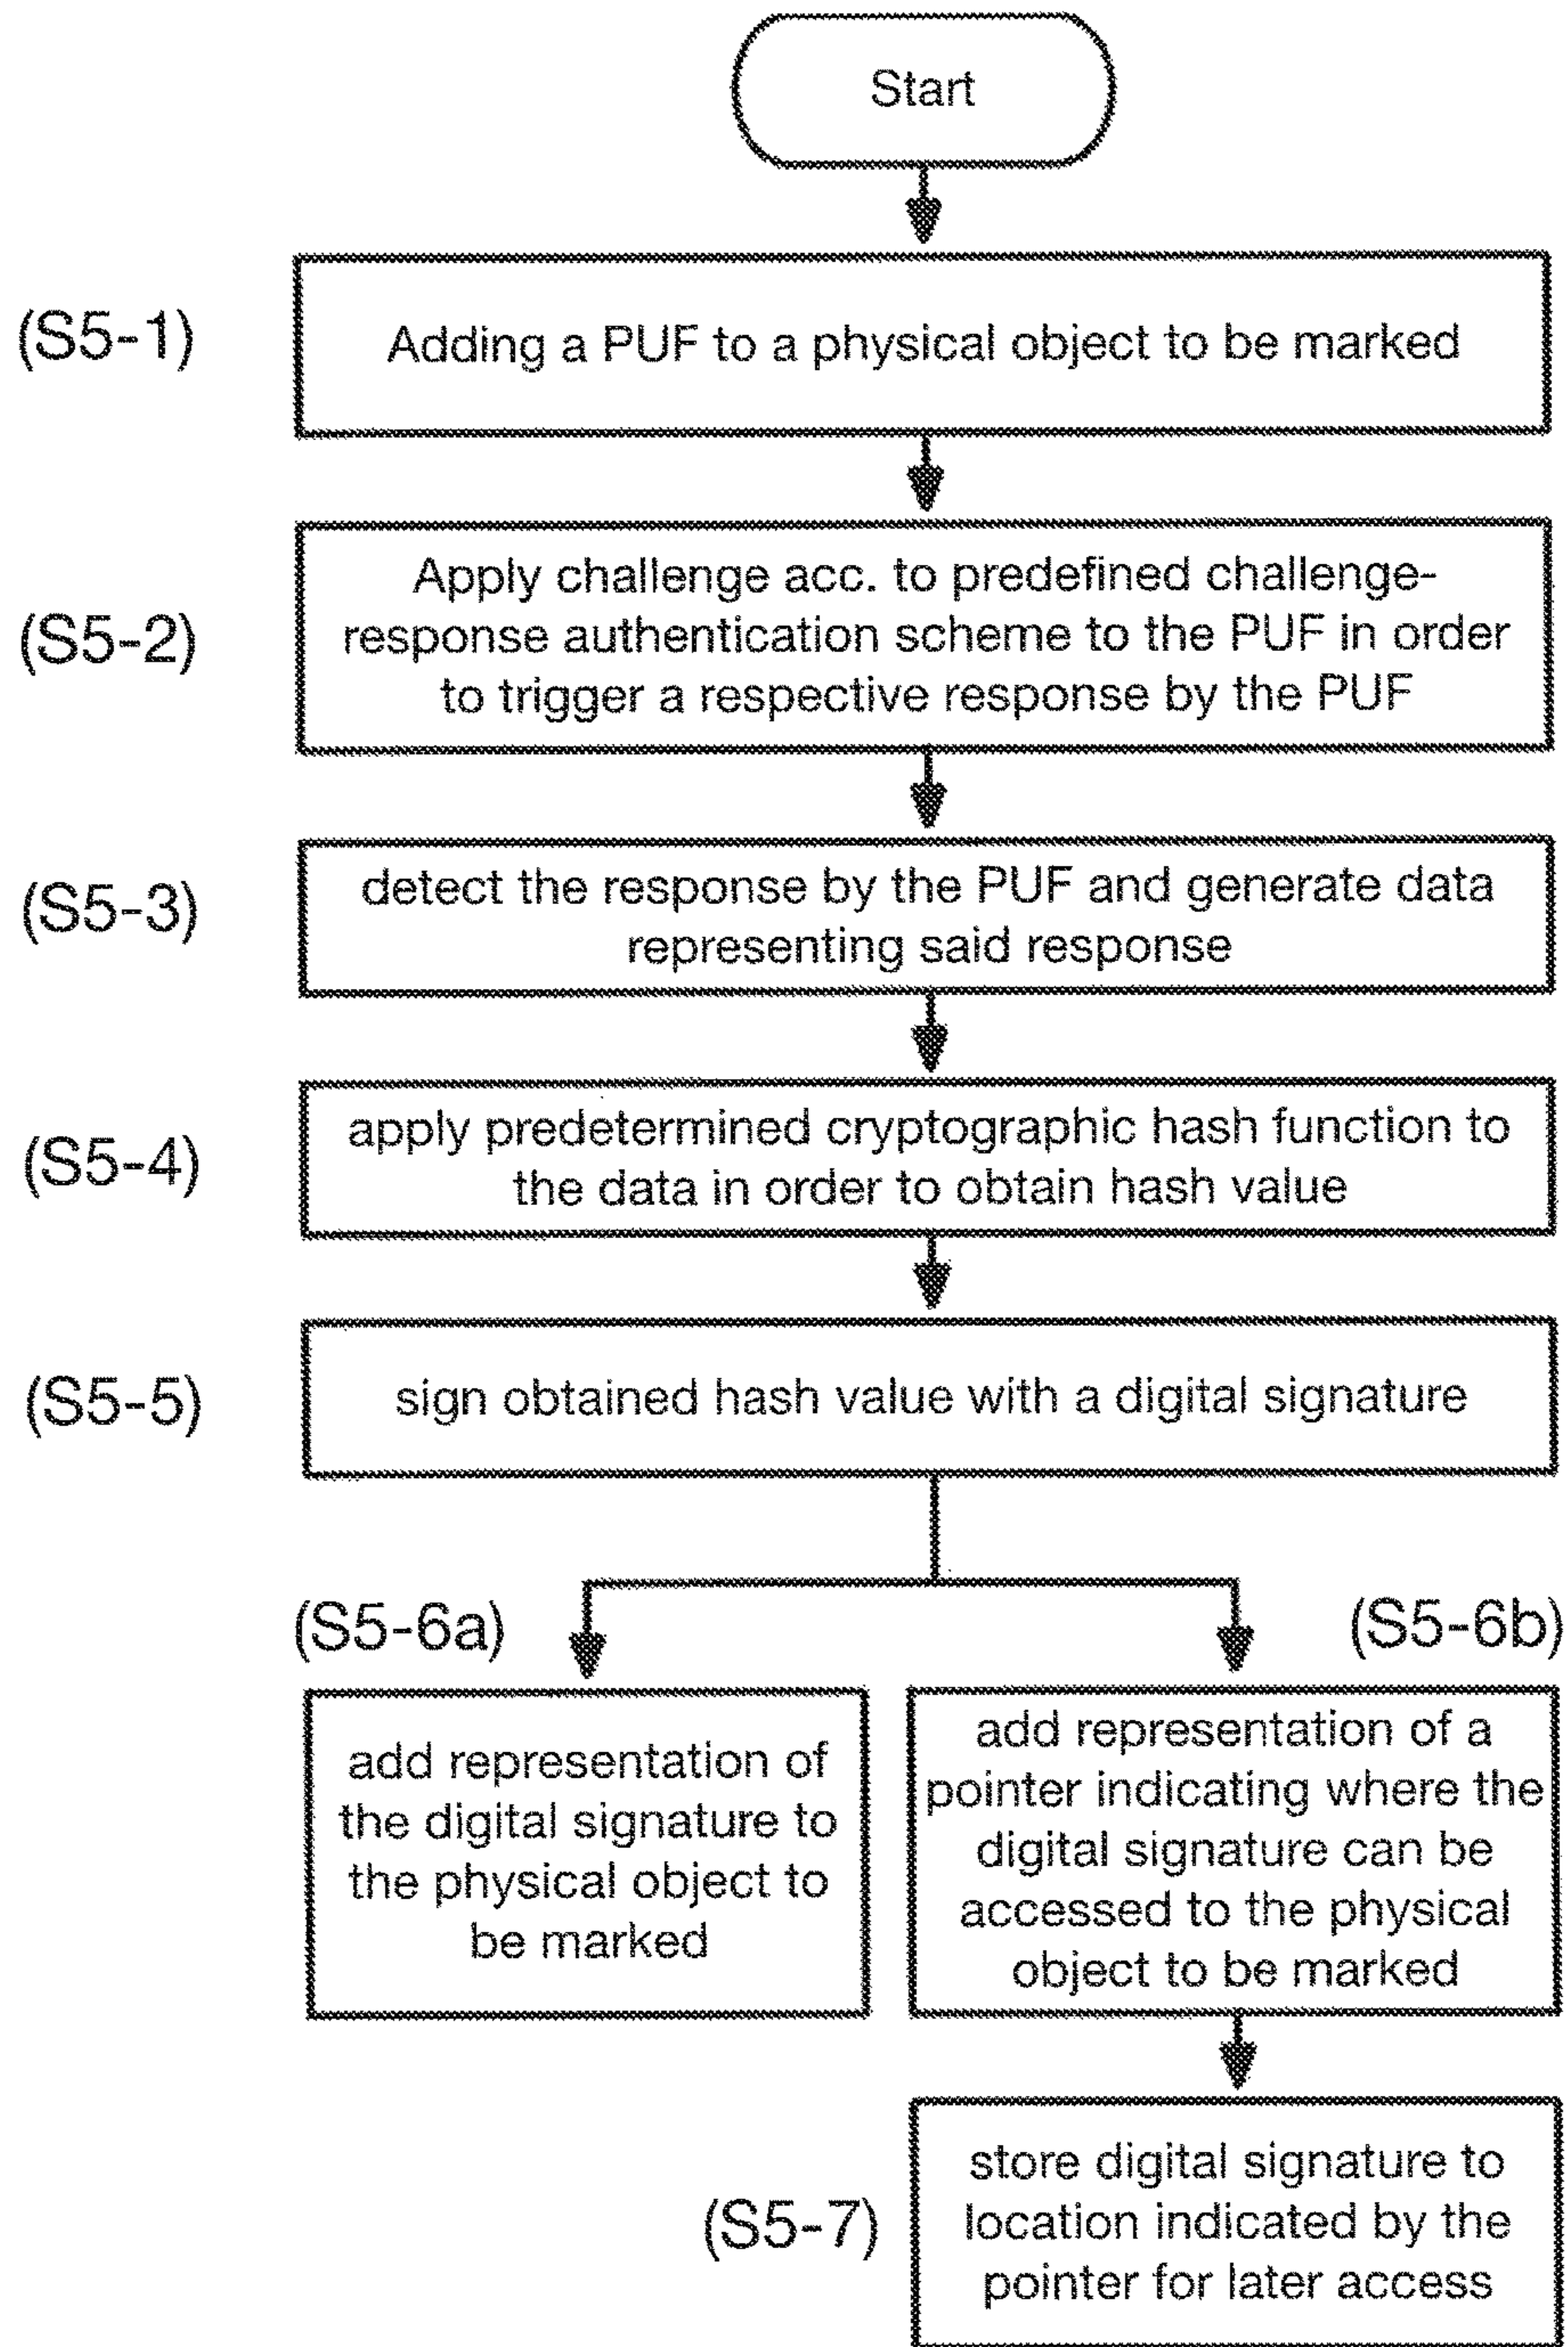 Start
(S5-1)
Adding a PUF to a physical object to be marked
(S5-2)
Apply challenge acc. to predefined challenge-
response authentication scheme to the PUF in order
to trigger a respective response by the PUF
(S5-3)
detect the response by the PUF and generate data
representing said response
(S5-4)
apply predetermined cryptographic hash function to
the data in order to obtain hash value
(S5-5)
sign obtained hash value with a digital signature
(S5-6a)
add representation of
the digital signature to
the physical object to
be marked
(S5-6b)
add representation of a
pointer indicating where the
digital signature can be
accessed to the physical
object to be marked
(S5-7)
store digital signature to
location indicated by the
pointer for later access